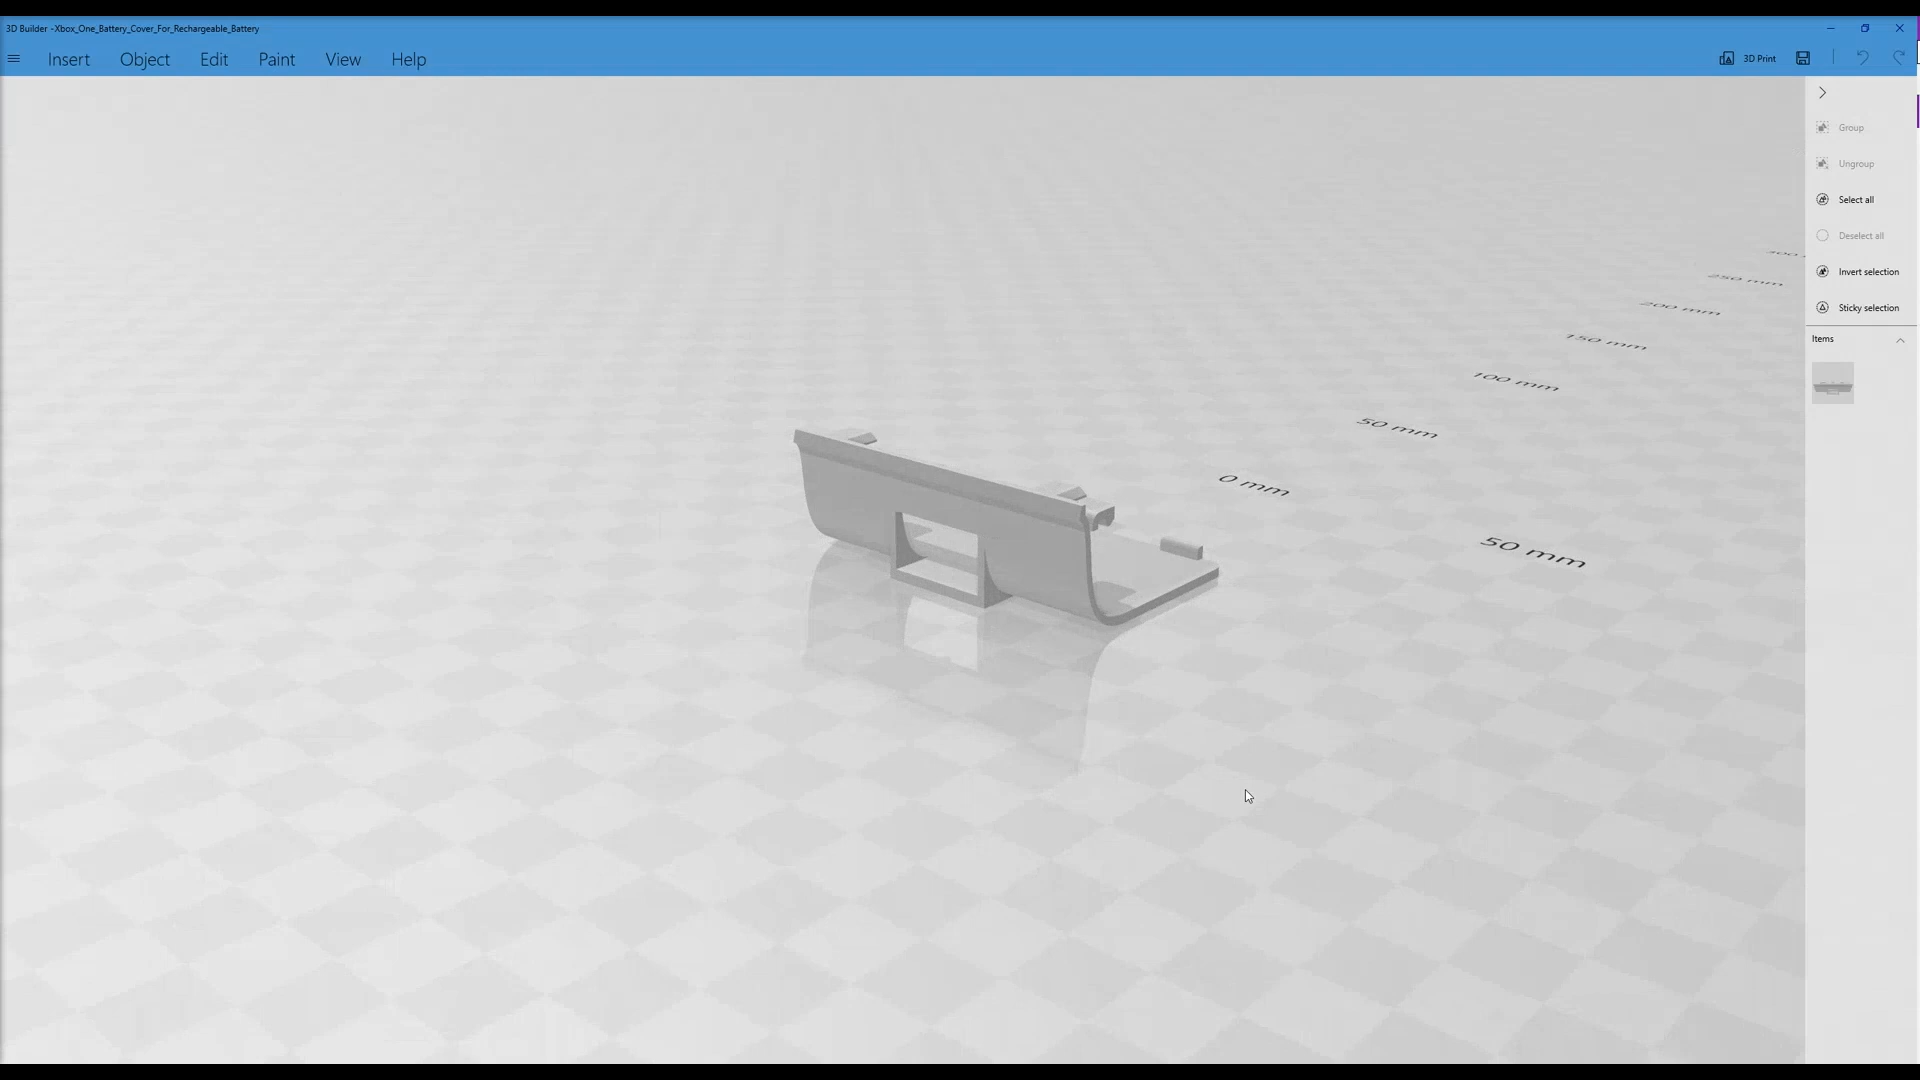 3D Builder -Xbox_One_Battery_Cover_For_Rechargeable_Battery
Insert
Object
Edit
Paint
View
Help
3D Print
Group
Ungroup
Select all
Deselect all
Invert selection
Sticky selection
Items
300
250 mm
200 mm
150 mm
100 mm
50 mm
0 mm
50 mm